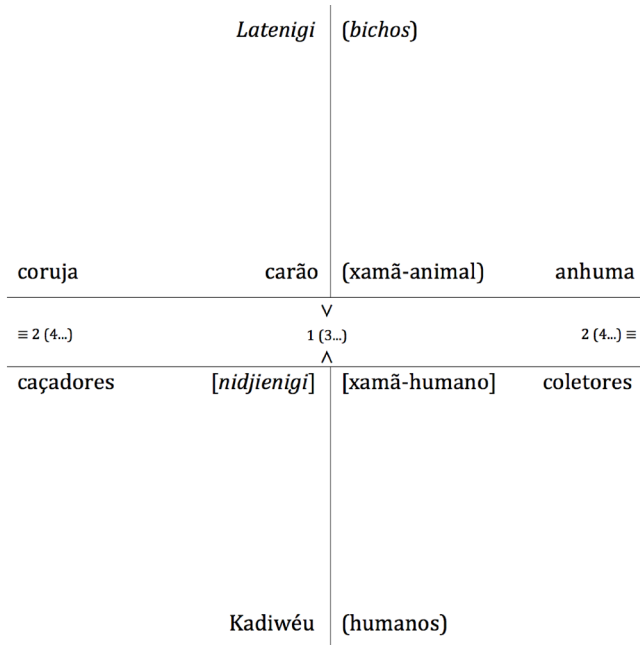 Latenigi (bichos)
coruja carão (xamã-animal) anhuma
∨
≡ 2 (4...) 1 (3...) 2 (4...) ≡
∧
caçadores [nidjienigi] [xamã-humano] coletores
Kadiwéu (humanos)